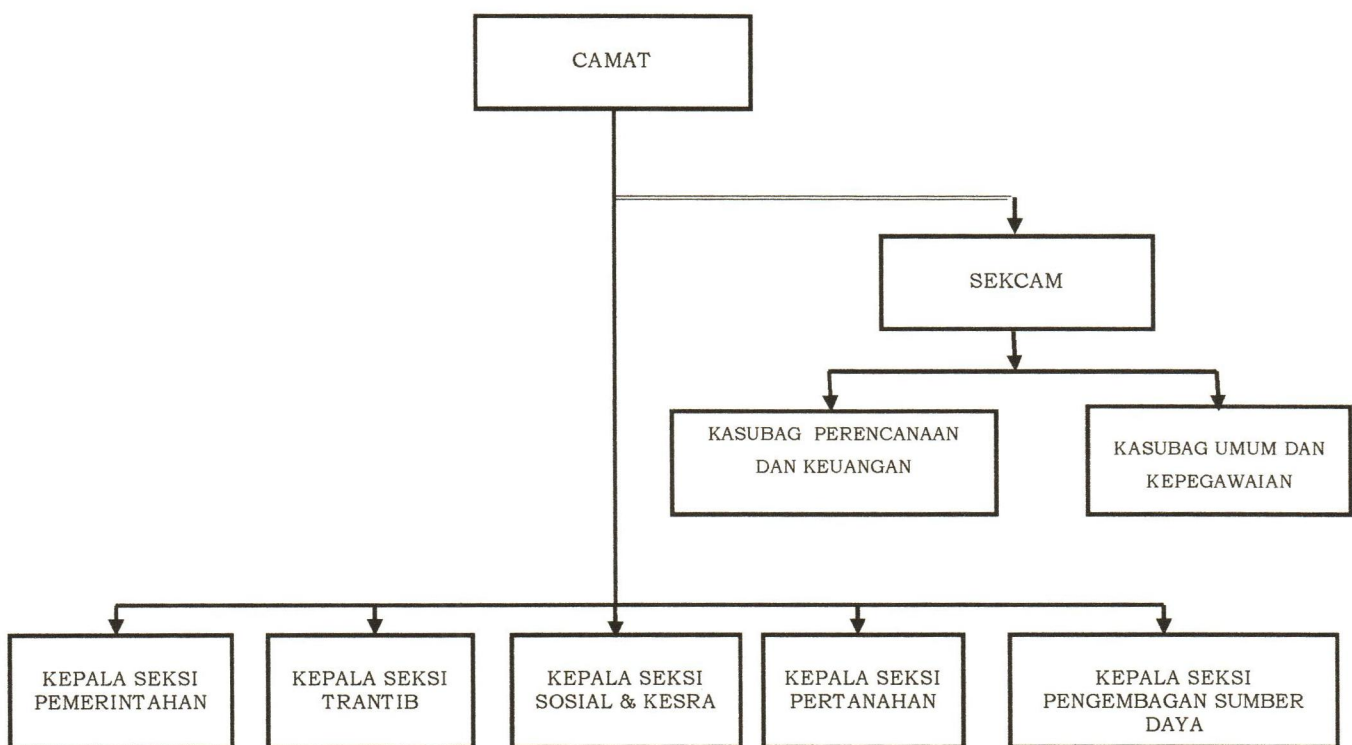 CAMAT
SEKCAM
KASUBAG PERENCANAAN
DAN KEUANGAN
KASUBAG UMUM DAN
KEPEGAWAIAN
KEPALA SEKSI
PEMERINTAHAN
KEPALA SEKSI
TRANTIB
KEPALA SEKSI
SOSIAL & KESRA
KEPALA SEKSI
PERTANAHAN
KEPALA SEKSI
PENGEMBAGAN SUMBER
DAYA